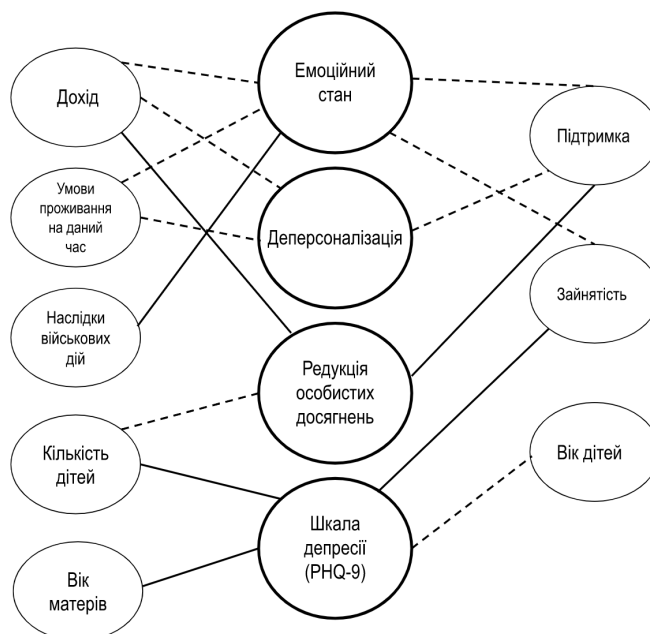 Дохід
Умови
проживання
на даний
час
Наслідки
військових
дій
Кількість
дітей
Вік
матерів
Емоційний
стан
Деперсоналізація
Редукція
особистих
досягнень
Шкала
депресії
(PHQ-9)
Підтримка
Зайнятість
Вік дітей